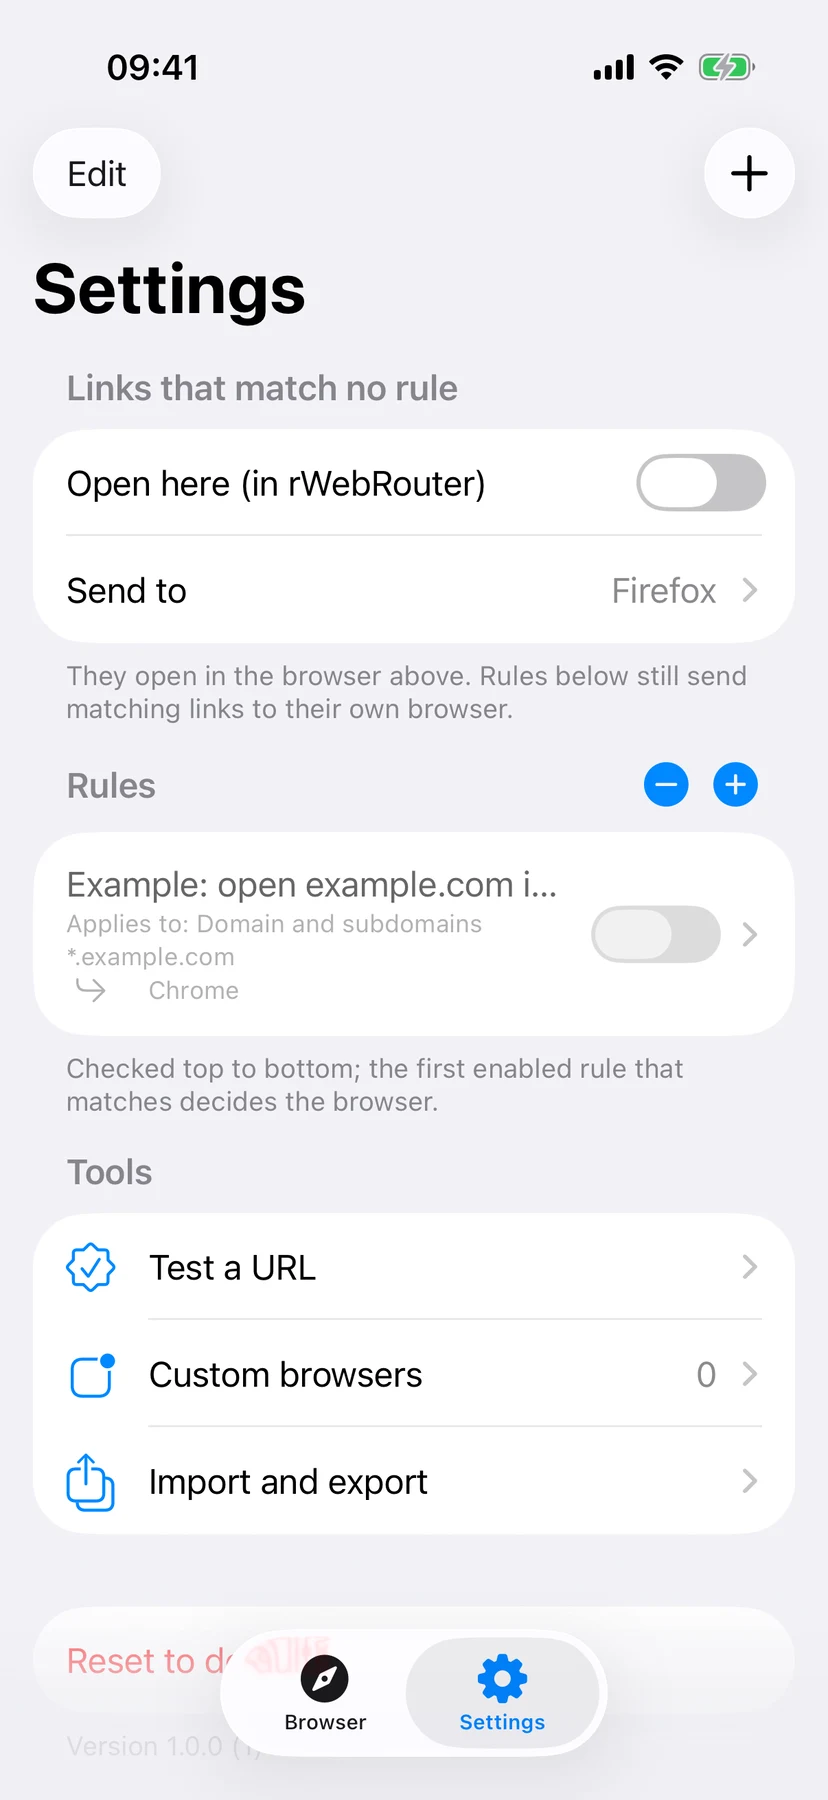 09:41
Edit
Settings
Links that match no rule
Open here (in rWebRouter)
Send to
Firefox
They open in the browser above. Rules below still send
matching links to their own browser.
Rules
Example: open example.com i...
Applies to: Domain and subdomains
*.example.com
Chrome
Checked top to bottom; the first enabled rule that
matches decides the browser.
Tools
Test a URL
Custom browsers
0
Import and export
Reset to
Version 1.0.0
Browser
Settings